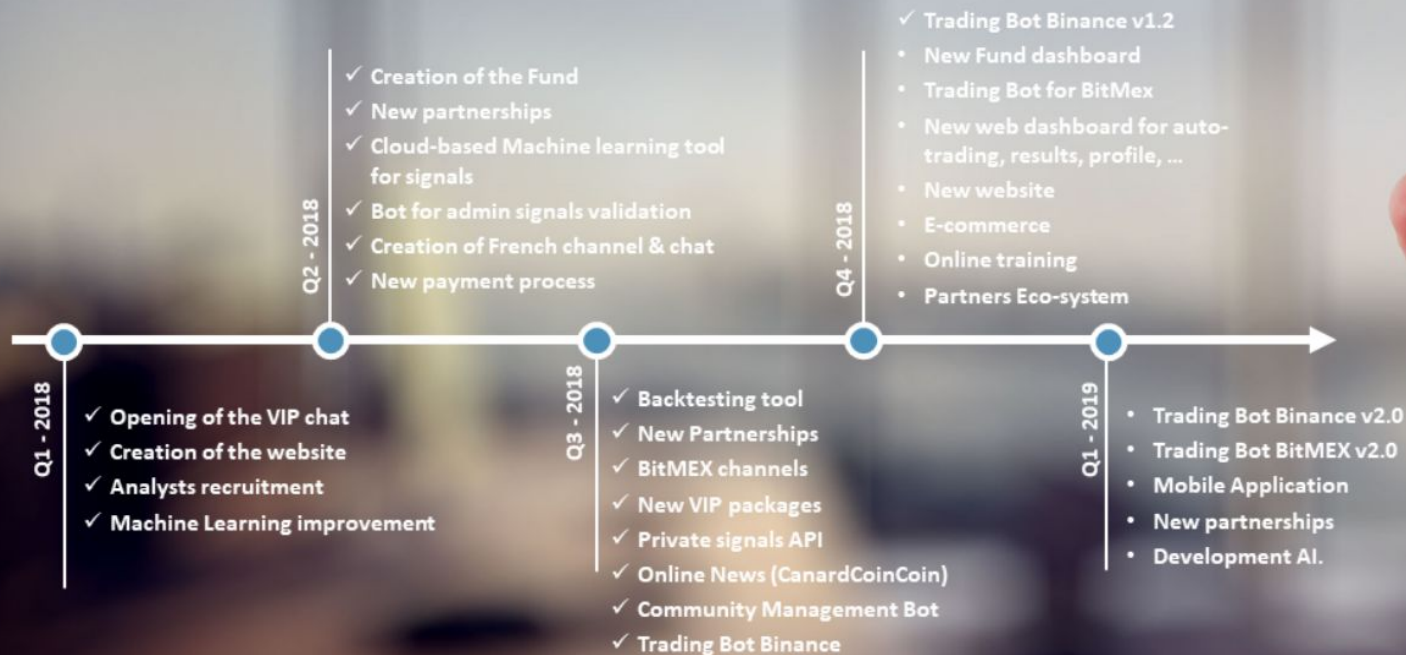 Q1 - 2018
✓ Opening of the VIP chat
✓ Creation of the website
✓ Analysts recruitment
✓ Machine Learning improvement
Q2 - 2018
✓ Creation of the Fund
✓ New partnerships
✓ Cloud-based Machine learning tool
for signals
✓ Bot for admin signals validation
✓ Creation of French channel & chat
✓ New payment process
Q3 - 2018
✓ Backtesting tool
✓ New Partnerships
✓ BitMEX channels
✓ New VIP packages
✓ Private signals API
✓ Online News (CanardCoinCoin)
✓ Community Management Bot
✓ Trading Bot Binance
Q4 - 2018
✓ Trading Bot Binance v1.2
• New Fund dashboard
• Trading Bot for BitMex
• New web dashboard for auto-
trading, results, profile, ...
• New website
• E-commerce
• Online training
• Partners Eco-system
Q1 - 2019
• Trading Bot Binance v2.0
• Trading Bot BitMEX v2.0
• Mobile Application
• New partnerships
• Development AI.